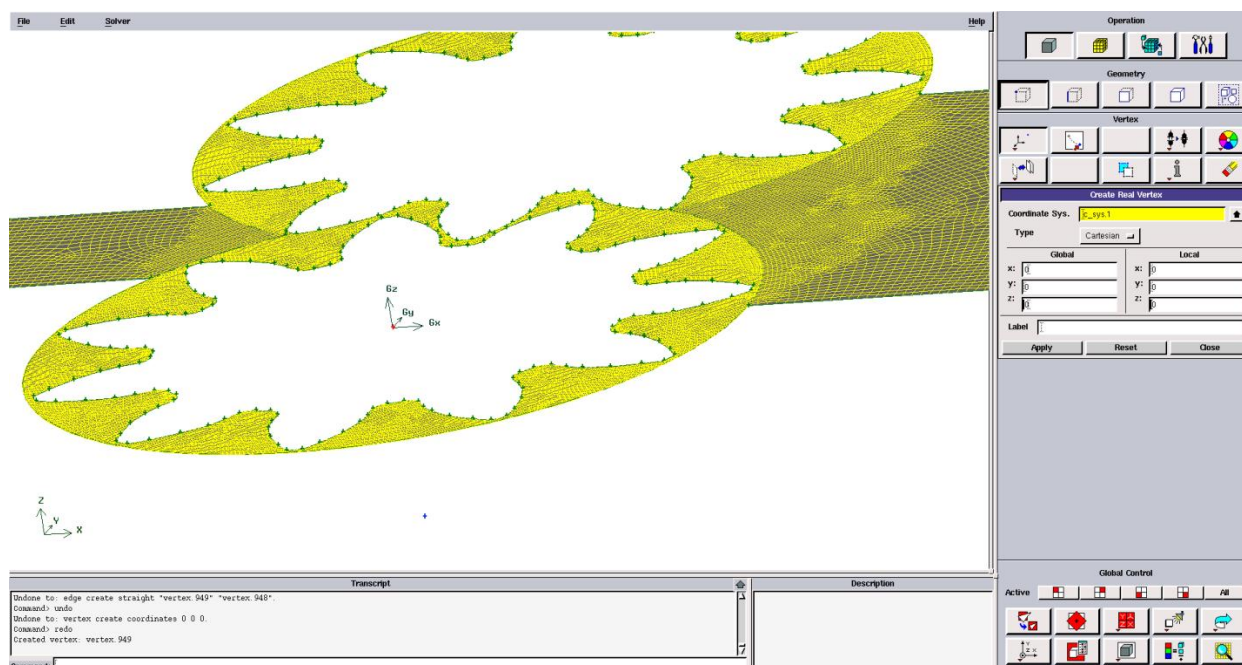 File Edit Solver Help
Operation
Geometry
Vertex
Create Real Vertex
Coordinate Sys. c_sys.1
Type Cartesian
Global Local
x: 0 x: 0
y: 0 y: 0
z: 0 z: 0
Label
Apply Reset Close
Gz
Gy
Gx
Z
Y
X
Transcript
Description
Undone to: edge create straight "vertex.949" "vertex.948".
Command> undo
Undone to: vertex create coordinates 0 0 0.
Command> redo
Created vertex: vertex.949
Command
Global Control
Active All